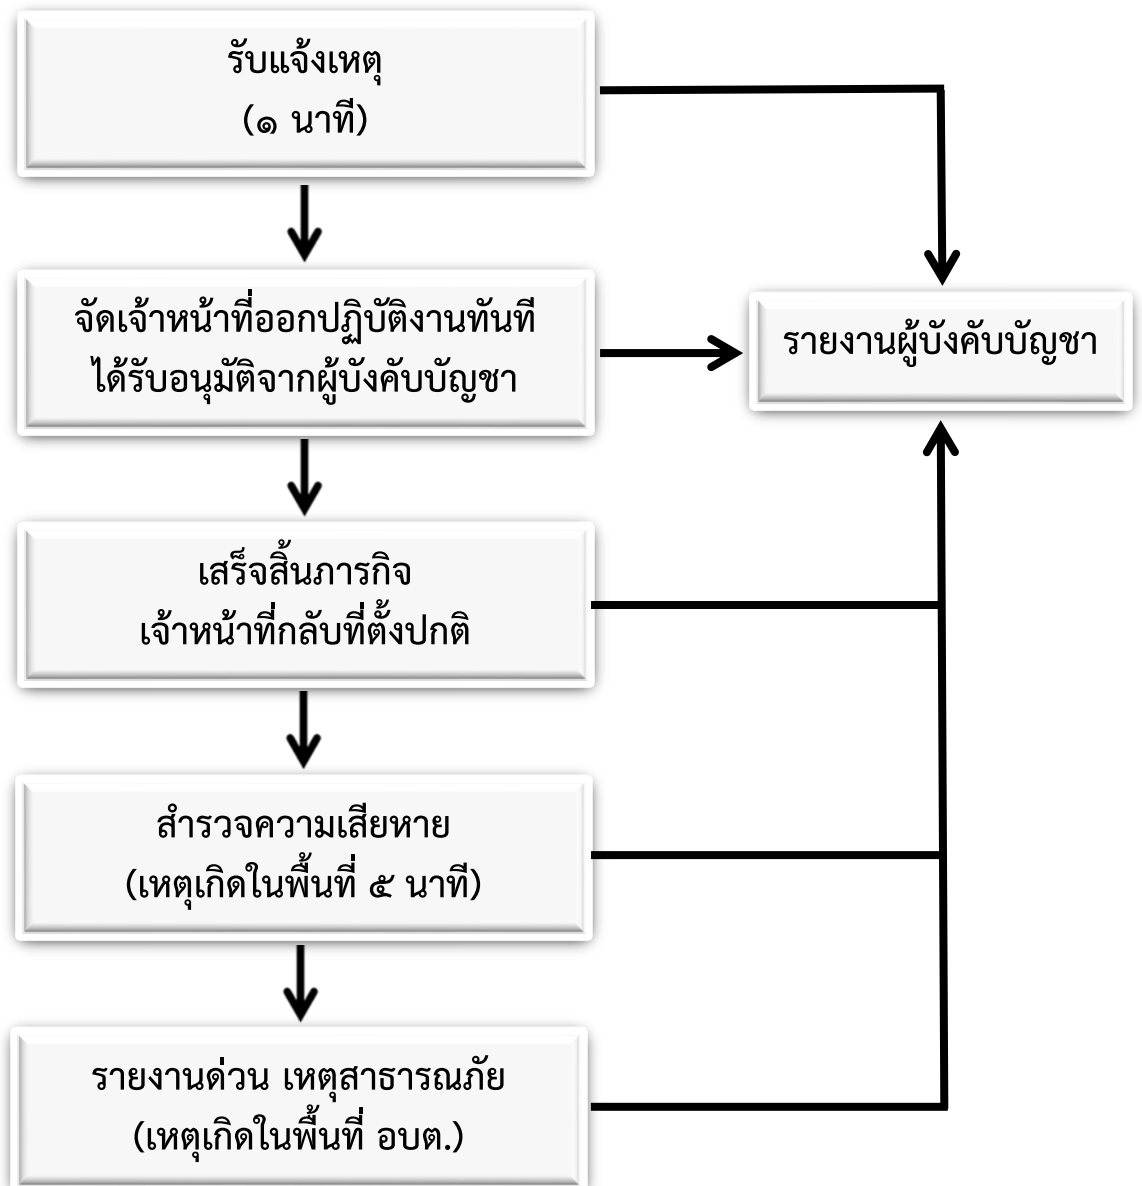 รับแจ้งเหตุ
(๑ นาที)
จัดเจ้าหน้าที่ออกปฏิบัติงานทันที
ได้รับอนุมัติจากผู้บังคับบัญชา
รายงานผู้บังคับบัญชา
เสร็จสิ้นภารกิจ
เจ้าหน้าที่กลับที่ตั้งปกติ
สำรวจความเสียหาย
(เหตุเกิดในพื้นที่ ๕ นาที)
รายงานด่วน เหตุสาธารณภัย
(เหตุเกิดในพื้นที่ อบต.)